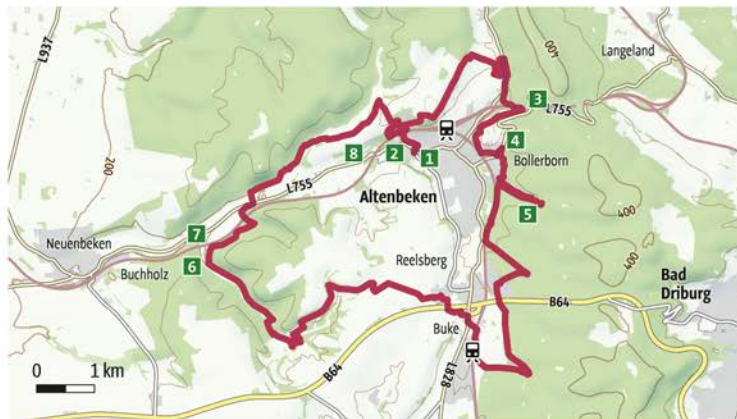 L937
400
Langeland
3
L755
200
8
2
1
4
Bollerborn
L755
Altenbeken
5
400
Neuenbeken
7
Buchholz
6
Reelsberg
400
Bad
Driburg
B64
Buke
0
1 km
B64
L828